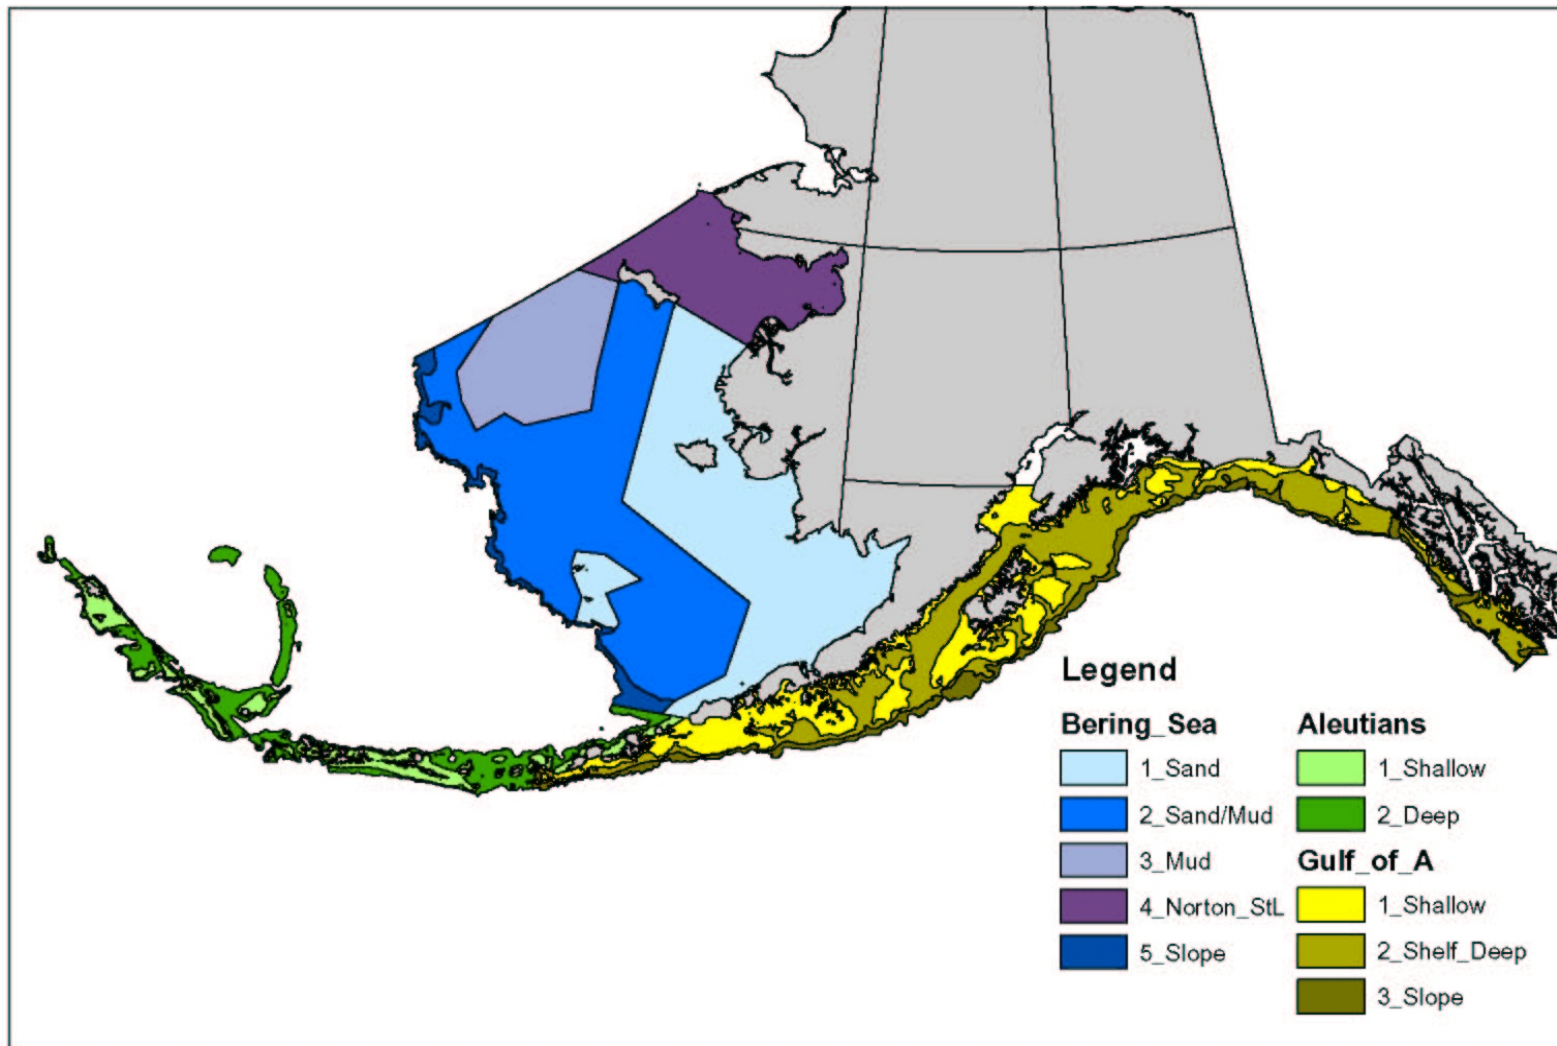 Legend
Bering_Sea
1_Sand
2_Sand/Mud
3_Mud
4_Norton_StL
5_Slope
Aleutians
1_Shallow
2_Deep
Gulf_of_A
1_Shallow
2_Shelf_Deep
3_Slope